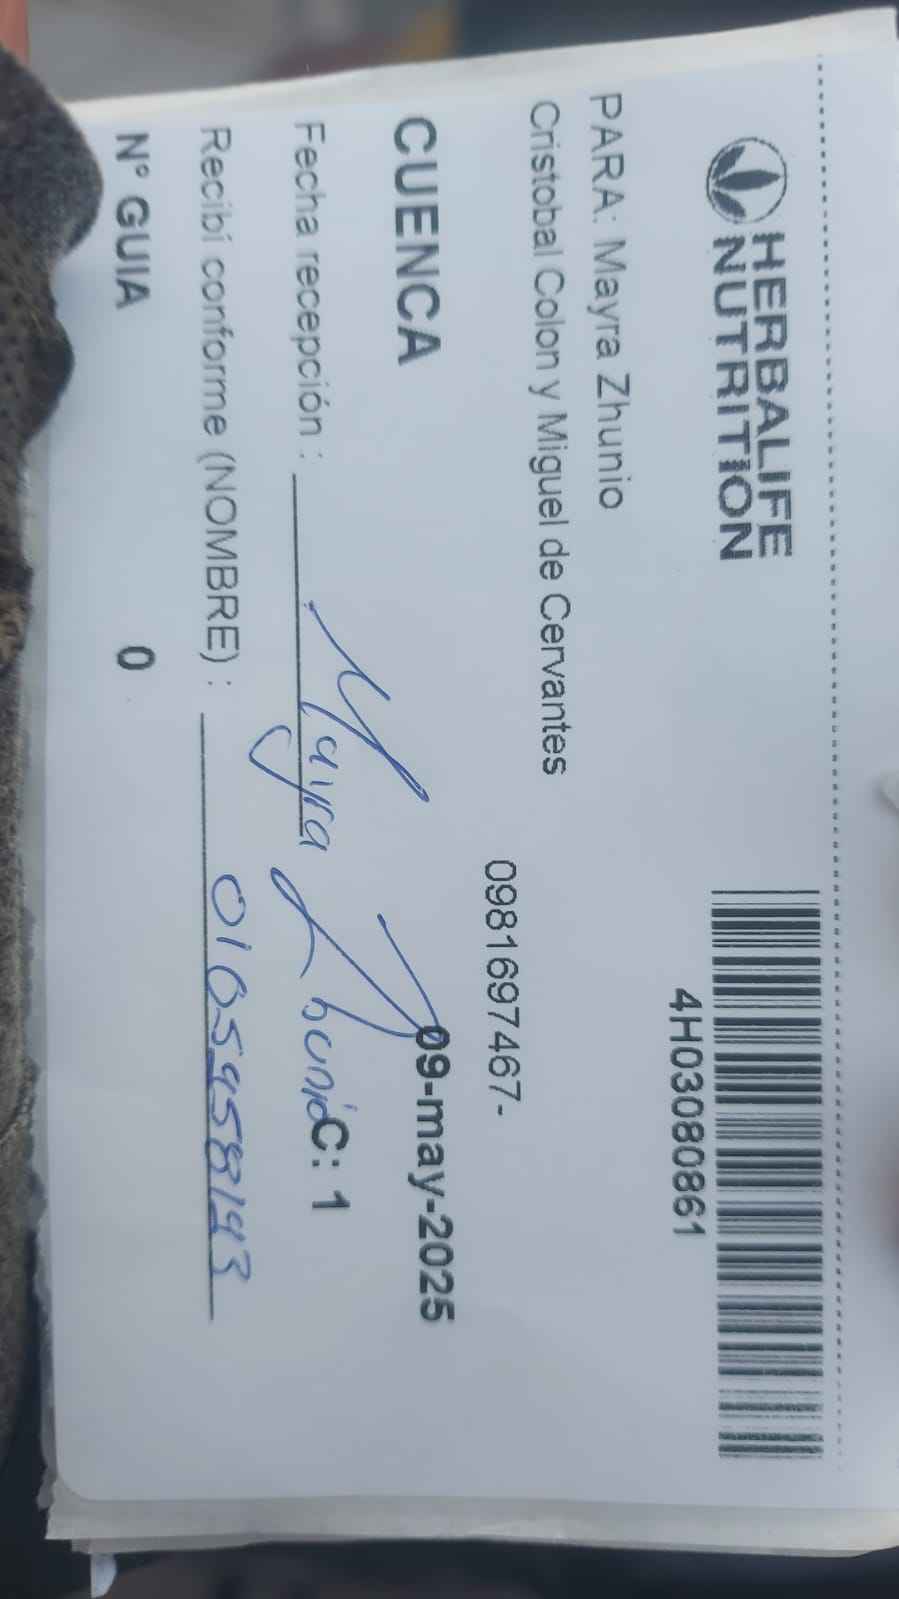 HERBALIFE
NUTRITION
4H03080861
PARA: Mayra Zhunio
Cristobal Colon y Miguel de Cervantes
0981697467-
CUENCA
09-may-2025
Fecha recepción : Mayra Zhunio
C: 1
Recibí conforme (NOMBRE) : 0105958143
N° GUIA 0